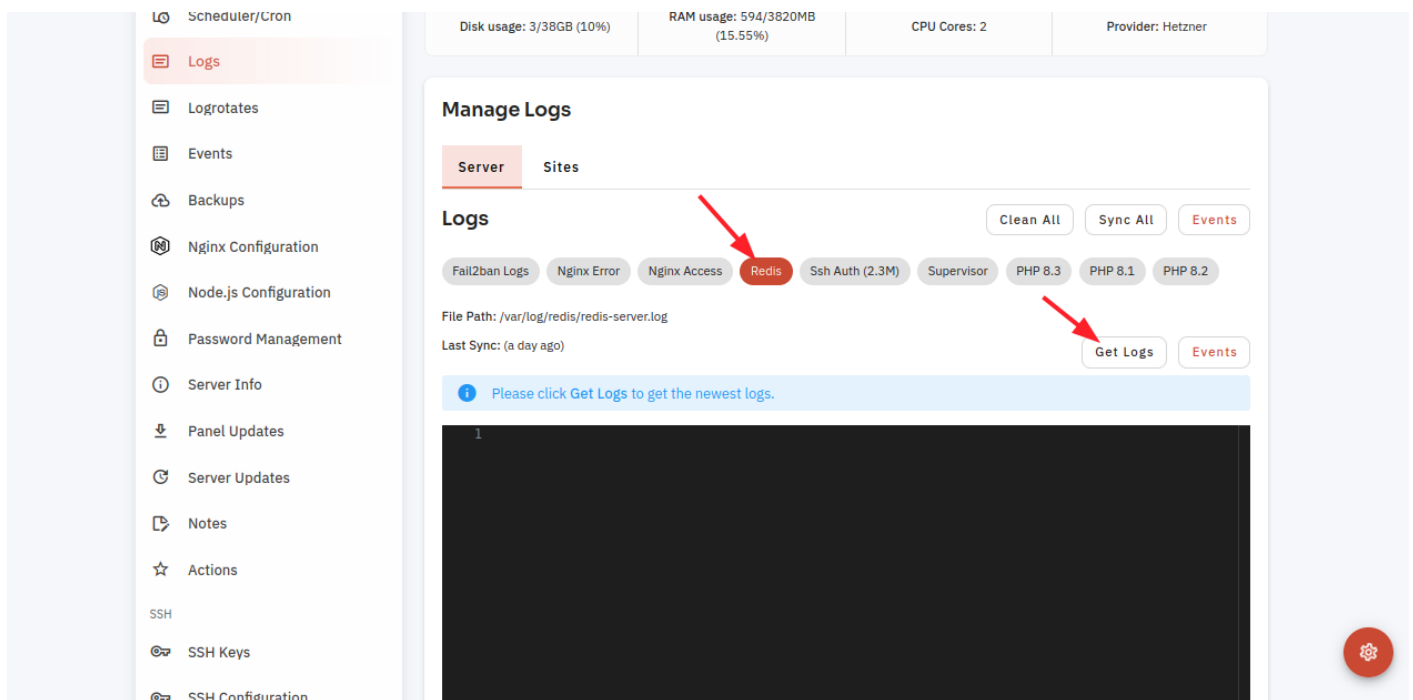 Scheduler/Cron
Logs
Logrotates
Events
Backups
Nginx Configuration
Node.js Configuration
Password Management
Server Info
Panel Updates
Server Updates
Notes
Actions
SSH
SSH Keys
SSH Configuration
Disk usage: 3/38GB (10%)
RAM usage: 594/3820MB
(15.55%)
CPU Cores: 2
Provider: Hetzner
Manage Logs
Server Sites
Logs
Clean All Sync All Events
Fail2ban Logs Nginx Error Nginx Access Redis Ssh Auth (2.3M) Supervisor PHP 8.3 PHP 8.1 PHP 8.2
File Path: /var/log/redis/redis-server.log
Last Sync: (a day ago)
Get Logs Events
Please click Get Logs to get the newest logs.
1